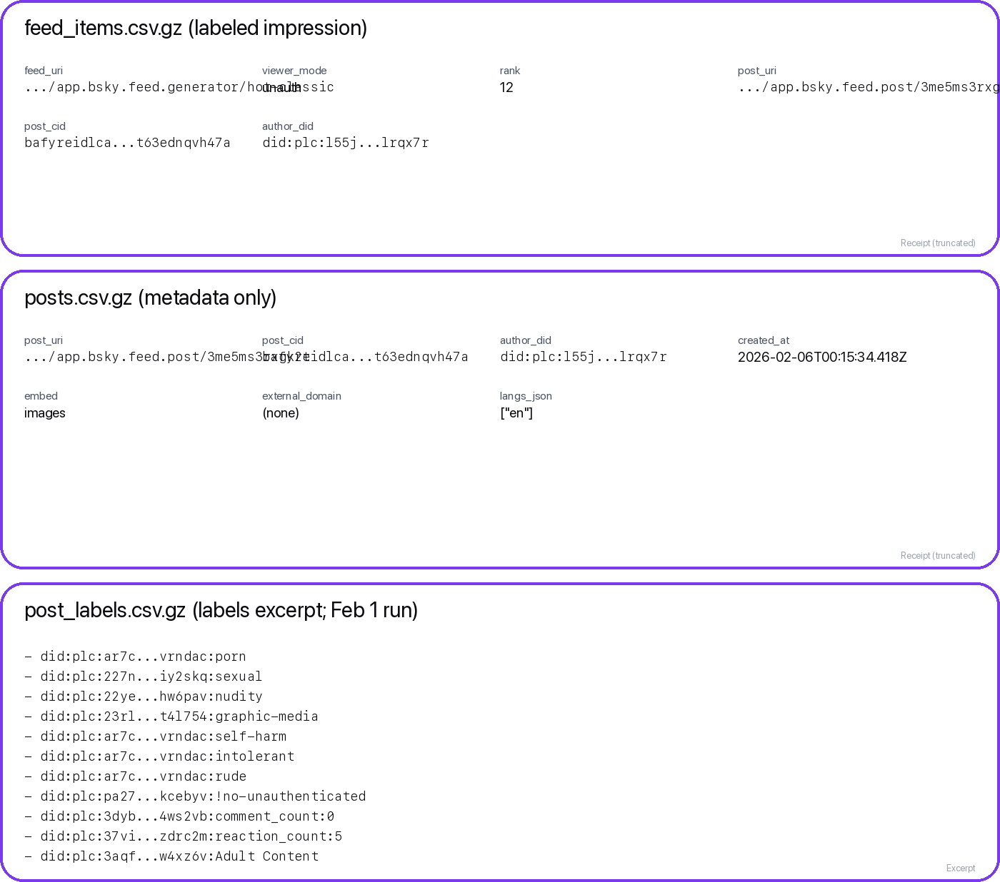 feed_items.csv.gz (labeled impression)
feed_uri viewer_mode rank post_uri
.../app.bsky.feed.generator/hot-classic unauth 12 .../app.bsky.feed.post/3me5ms3rxg
post_cid author_did
bafyreidlca...t63ednqvh47a did:plc:l55j...lrqx7r
Receipt (truncated)
posts.csv.gz (metadata only)
post_uri post_cid author_did created_at
.../app.bsky.feed.post/3me5ms3rxgyk2t bafyreidlca...t63ednqvh47a did:plc:l55j...lrqx7r 2026-02-06T00:15:34.418Z
embed external_domain langs_json
images (none) ["en"]
Receipt (truncated)
post_labels.csv.gz (labels excerpt; Feb 1 run)
- did:plc:ar7c...vrndac:porn
- did:plc:227n...iy2skq:sexual
- did:plc:22ye...hw6pav:nudity
- did:plc:23rl...t4l754:graphic-media
- did:plc:ar7c...vrndac:self-harm
- did:plc:ar7c...vrndac:intolerant
- did:plc:ar7c...vrndac:rude
- did:plc:pa27...kcebyv:!no-unauthenticated
- did:plc:3dyb...4ws2vb:comment_count:0
- did:plc:37vi...zdrc2m:reaction_count:5
- did:plc:3aqf...w4xz6v:Adult Content
Excerpt